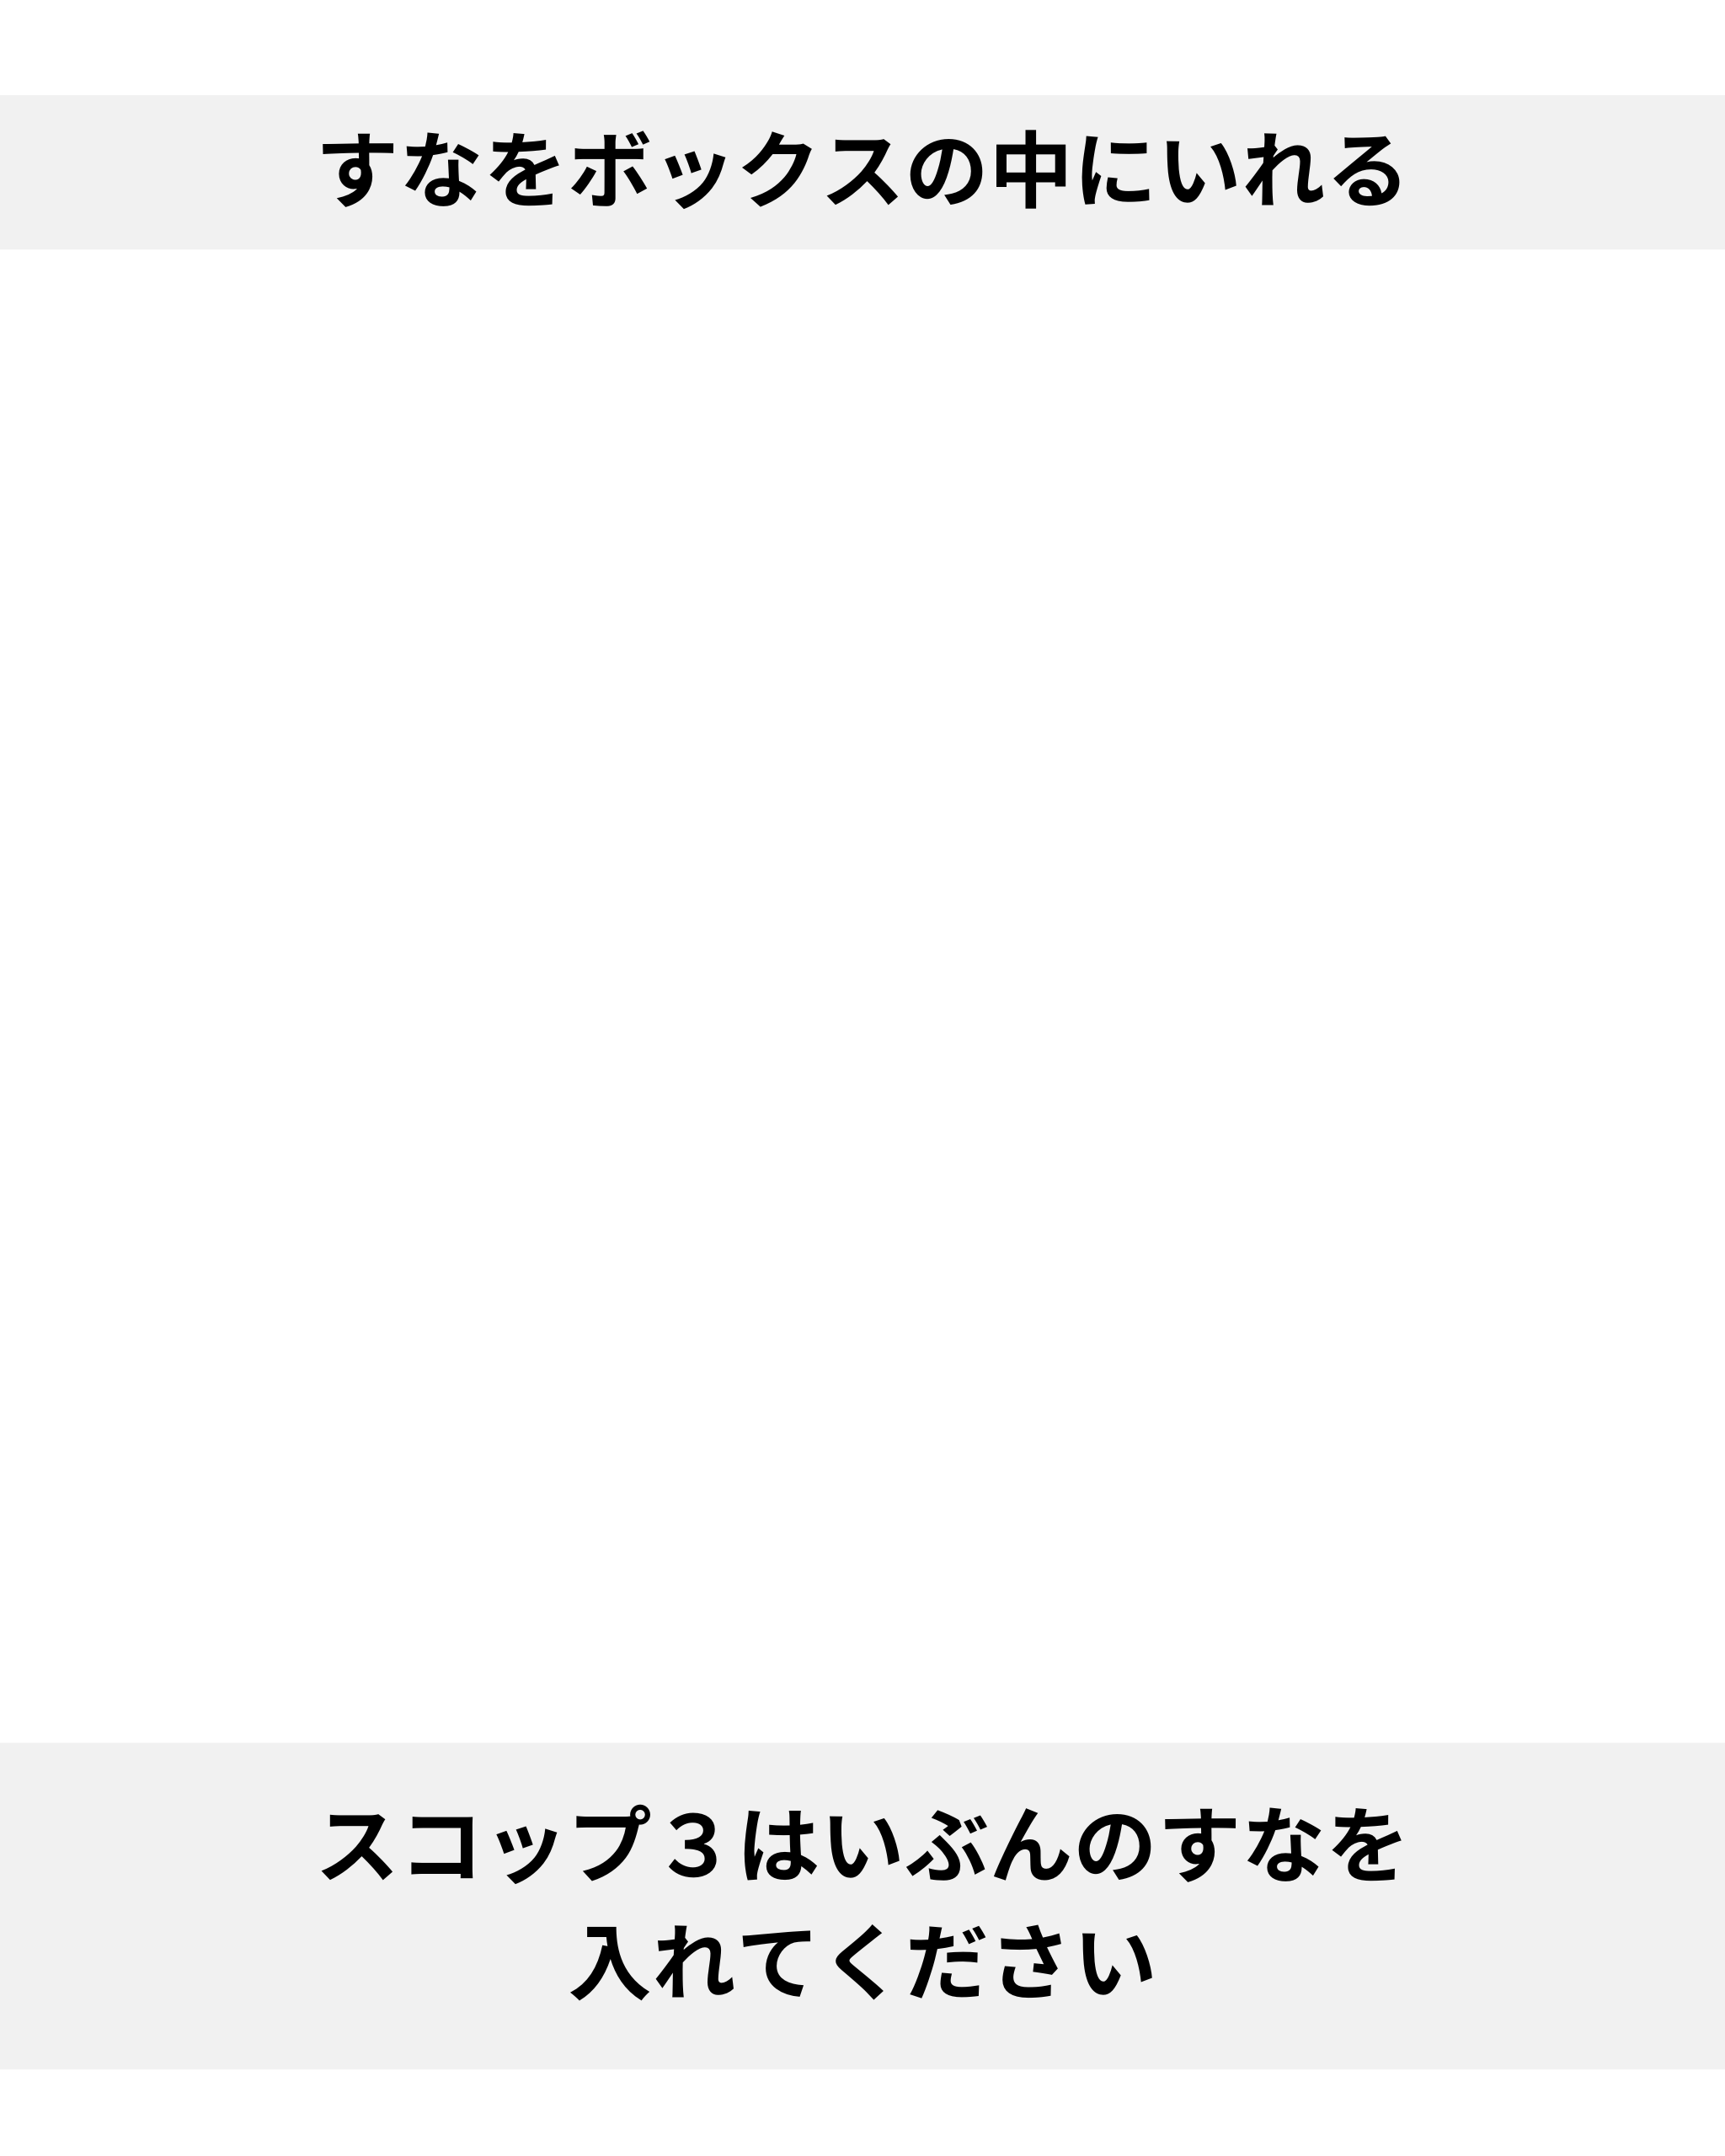 すなをボックスの中にいれる
スコップ3はいぶんのすなを
入れてください